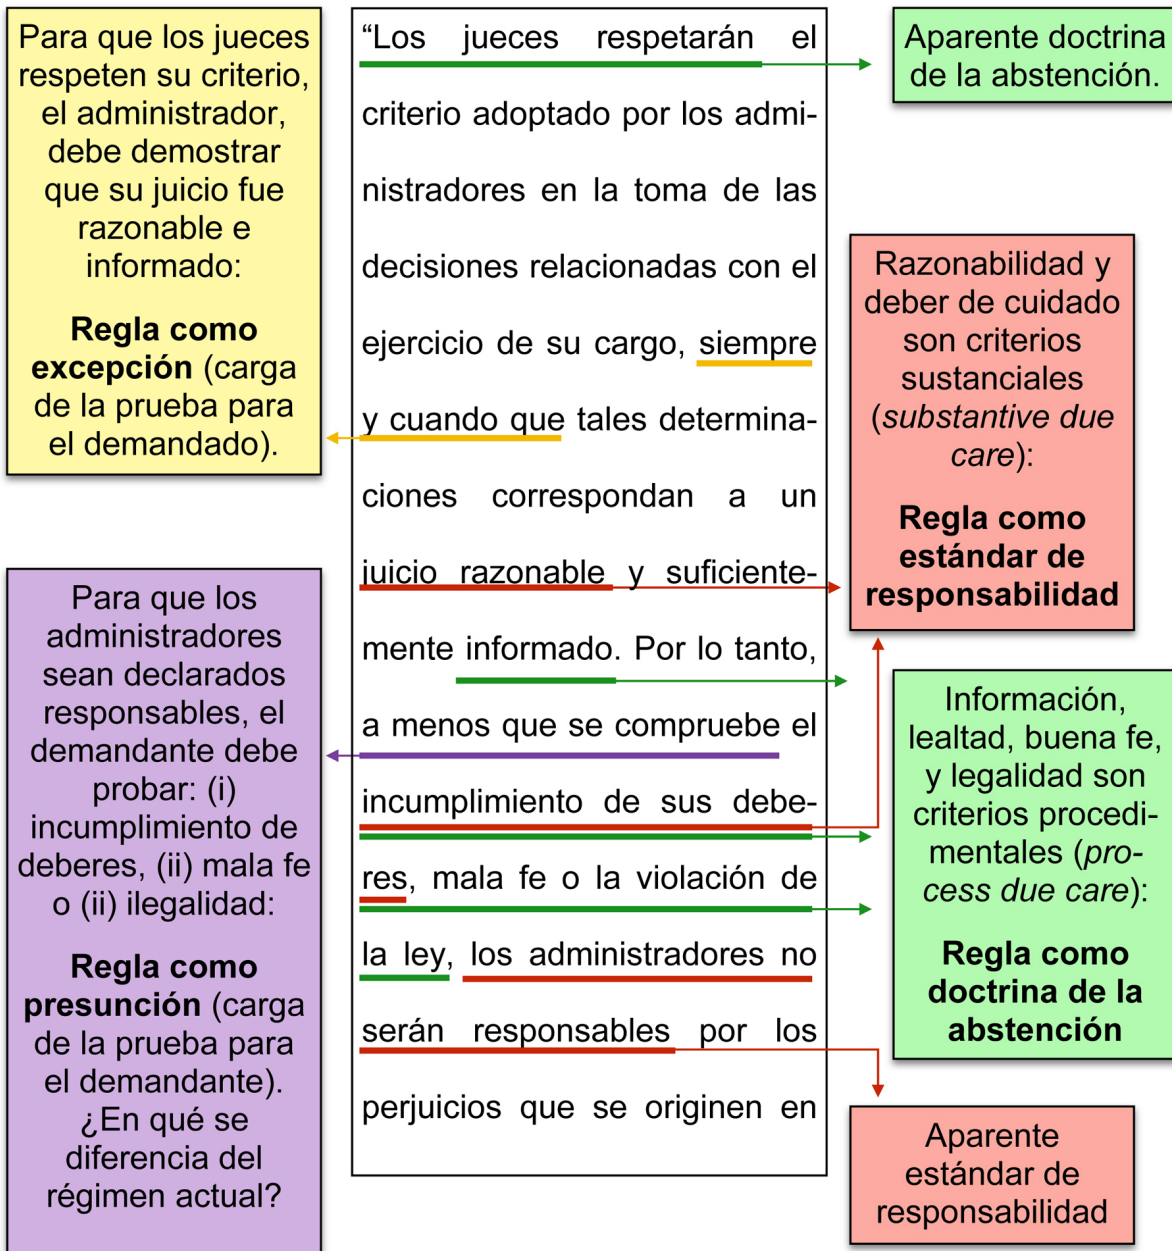 Para que los jueces
respeten su criterio,
el administrador,
debe demostrar
que su juicio fue
razonable e
informado:
Regla como
excepción (carga
de la prueba para
el demandado).
Para que los
administradores
sean declarados
responsables, el
demandante debe
probar: (i)
incumplimiento de
deberes, (ii) mala fe
o (ii) ilegalidad:
Regla como
presunción (carga
de la prueba para
el demandante).
¿En qué se
diferencia del
régimen actual?
“Los jueces respetarán el
criterio adoptado por los admi-
nistradores en la toma de las
decisiones relacionadas con el
ejercicio de su cargo, siempre
y cuando que tales determina-
ciones correspondan a un
juicio razonable y suficiente-
mente informado. Por lo tanto,
a menos que se compruebe el
incumplimiento de sus debe-
res, mala fe o la violación de
la ley, los administradores no
serán responsables por los
perjuicios que se originen en
Aparente doctrina
de la abstención.
Razonabilidad y
deber de cuidado
son criterios
sustanciales
(substantive due
care):
Regla como
estándar de
responsabilidad
Información,
lealtad, buena fe,
y legalidad son
criterios procedi-
mentales (pro-
cess due care):
Regla como
doctrina de la
abstención
Aparente
estándar de
responsabilidad